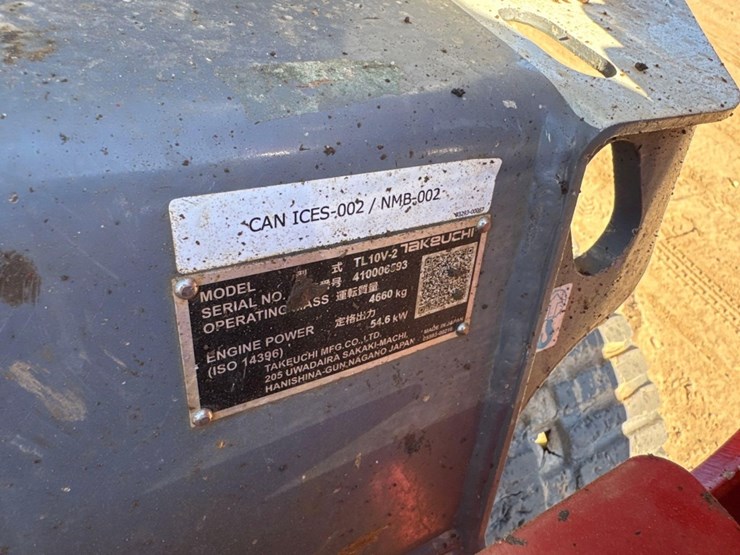 CAN ICES-002 / NMB-002
TAKEUCHI
MODEL 式 TL10V-2
SERIAL NO. 号
OPERATING MASS 運転質量 4660 kg
ENGINE POWER 定格出力 54.6 kW
(ISO 14396)
TAKEUCHI MFG.CO.,LTD.
205 UWADAIRA SAKAKI-MACHI,
HANISHINA-GUN,NAGANO JAPAN
MADE IN JAPAN